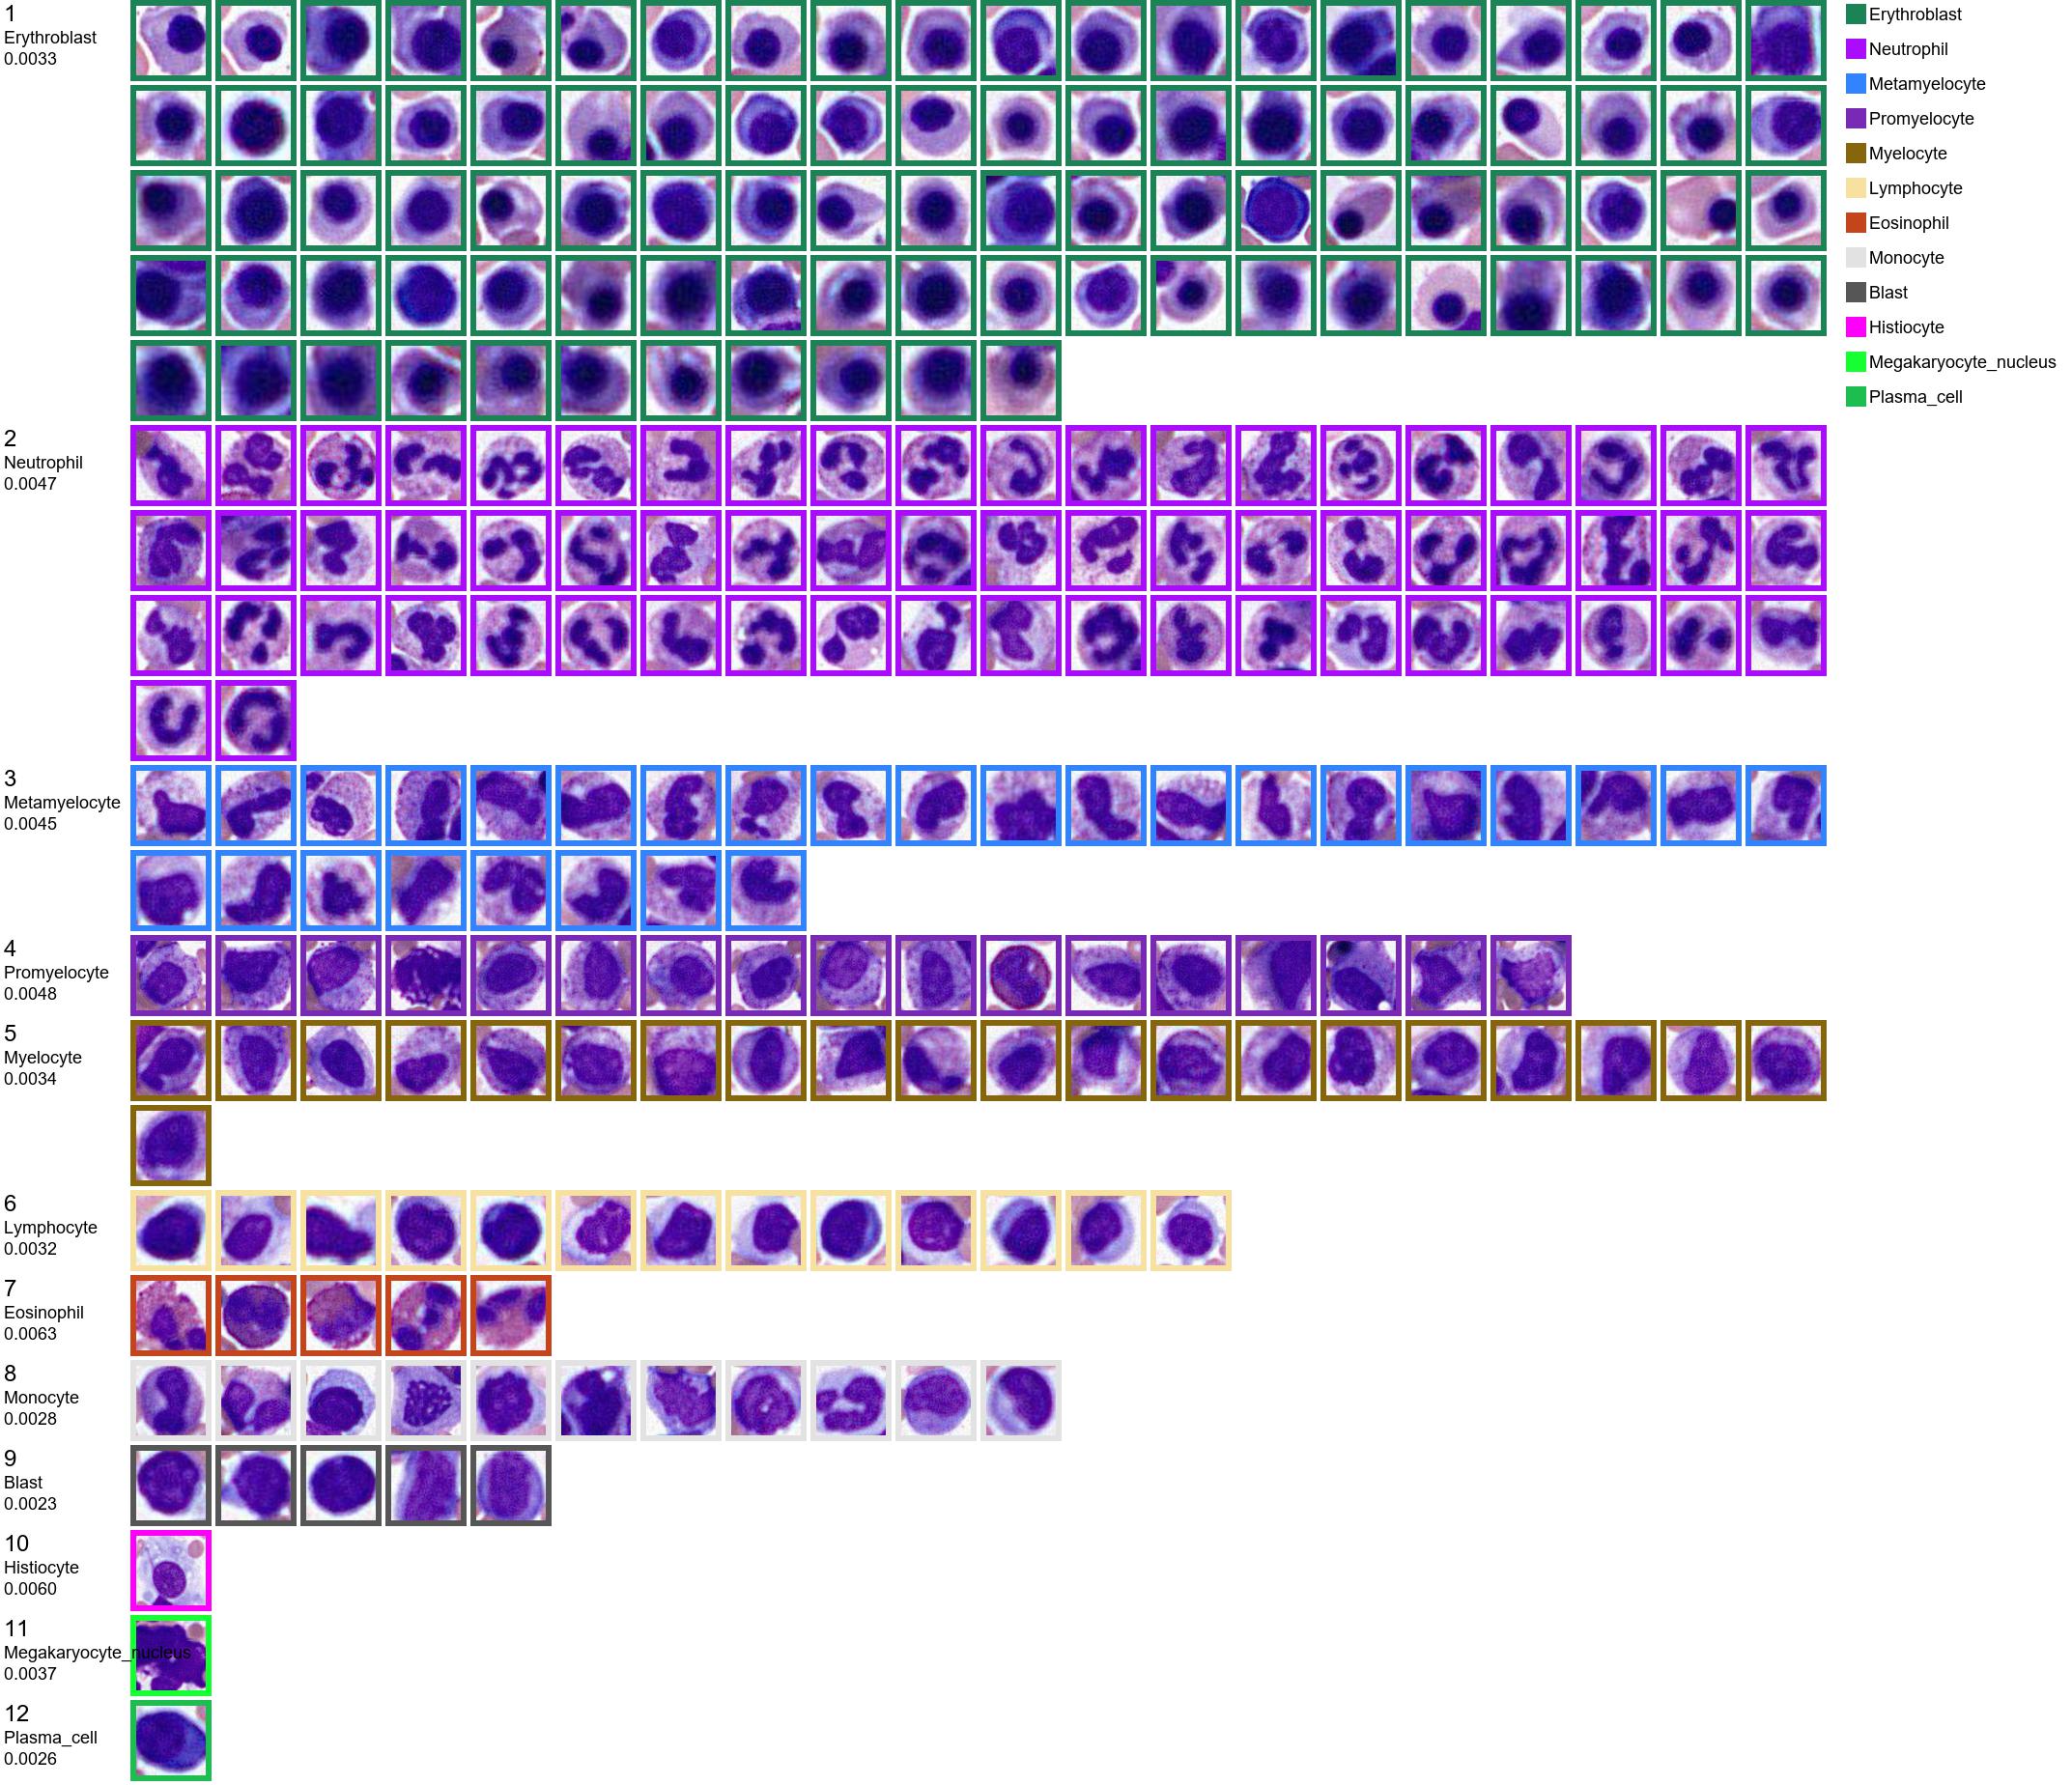 1
Erythroblast
0.0033
2
Neutrophil
0.0047
3
Metamyelocyte
0.0045
4
Promyelocyte
0.0048
5
Myelocyte
0.0034
6
Lymphocyte
0.0032
7
Eosinophil
0.0063
8
Monocyte
0.0028
9
Blast
0.0023
10
Histiocyte
0.0060
11
Megakaryocyte_nucleus
0.0037
12
Plasma_cell
0.0026
Erythroblast
Neutrophil
Metamyelocyte
Promyelocyte
Myelocyte
Lymphocyte
Eosinophil
Monocyte
Blast
Histiocyte
Megakaryocyte_nucleus
Plasma_cell